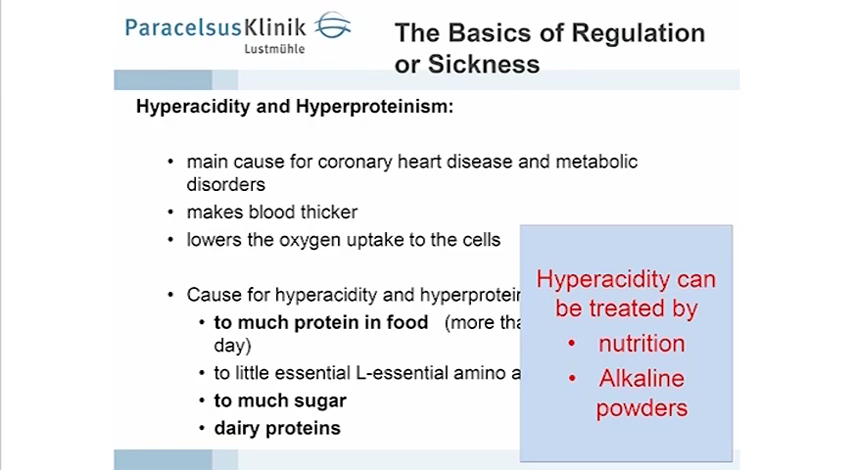 ParacelsusKlinik
Lustmühle
The Basics of Regulation
or Sickness
Hyperacidity and Hyperproteinism:
• main cause for coronary heart disease and metabolic
disorders
• makes blood thicker
• lowers the oxygen uptake to the cells
• Cause for hyperacidity and hyperprotein
• to much protein in food (more tha
day)
• to little essential L-essential amino a
• to much sugar
• dairy proteins
Hyperacidity can
be treated by
• nutrition
• Alkaline
powders